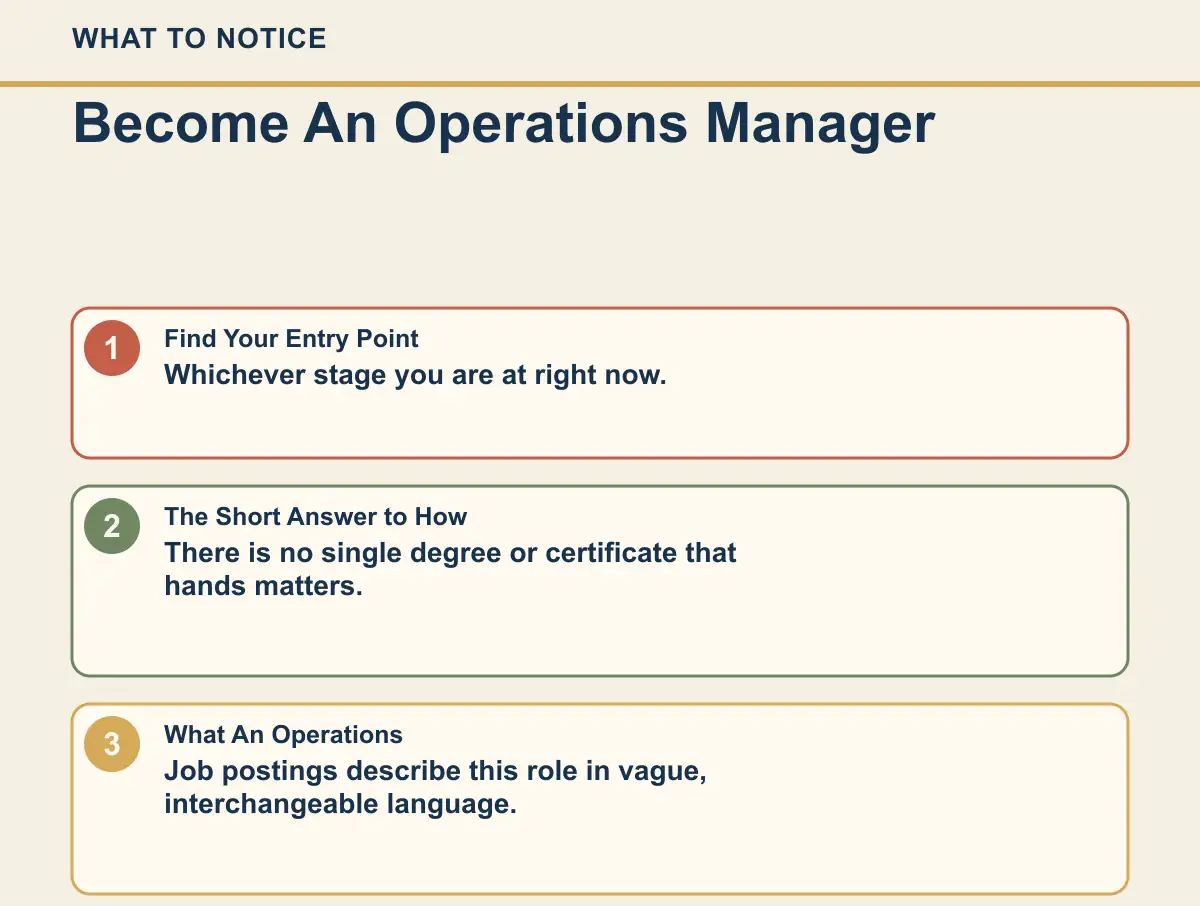 WHAT TO NOTICE
Become An Operations Manager
1
Find Your Entry Point
Whichever stage you are at right now.
2
The Short Answer to How
There is no single degree or certificate that
hands matters.
3
What An Operations
Job postings describe this role in vague,
interchangeable language.